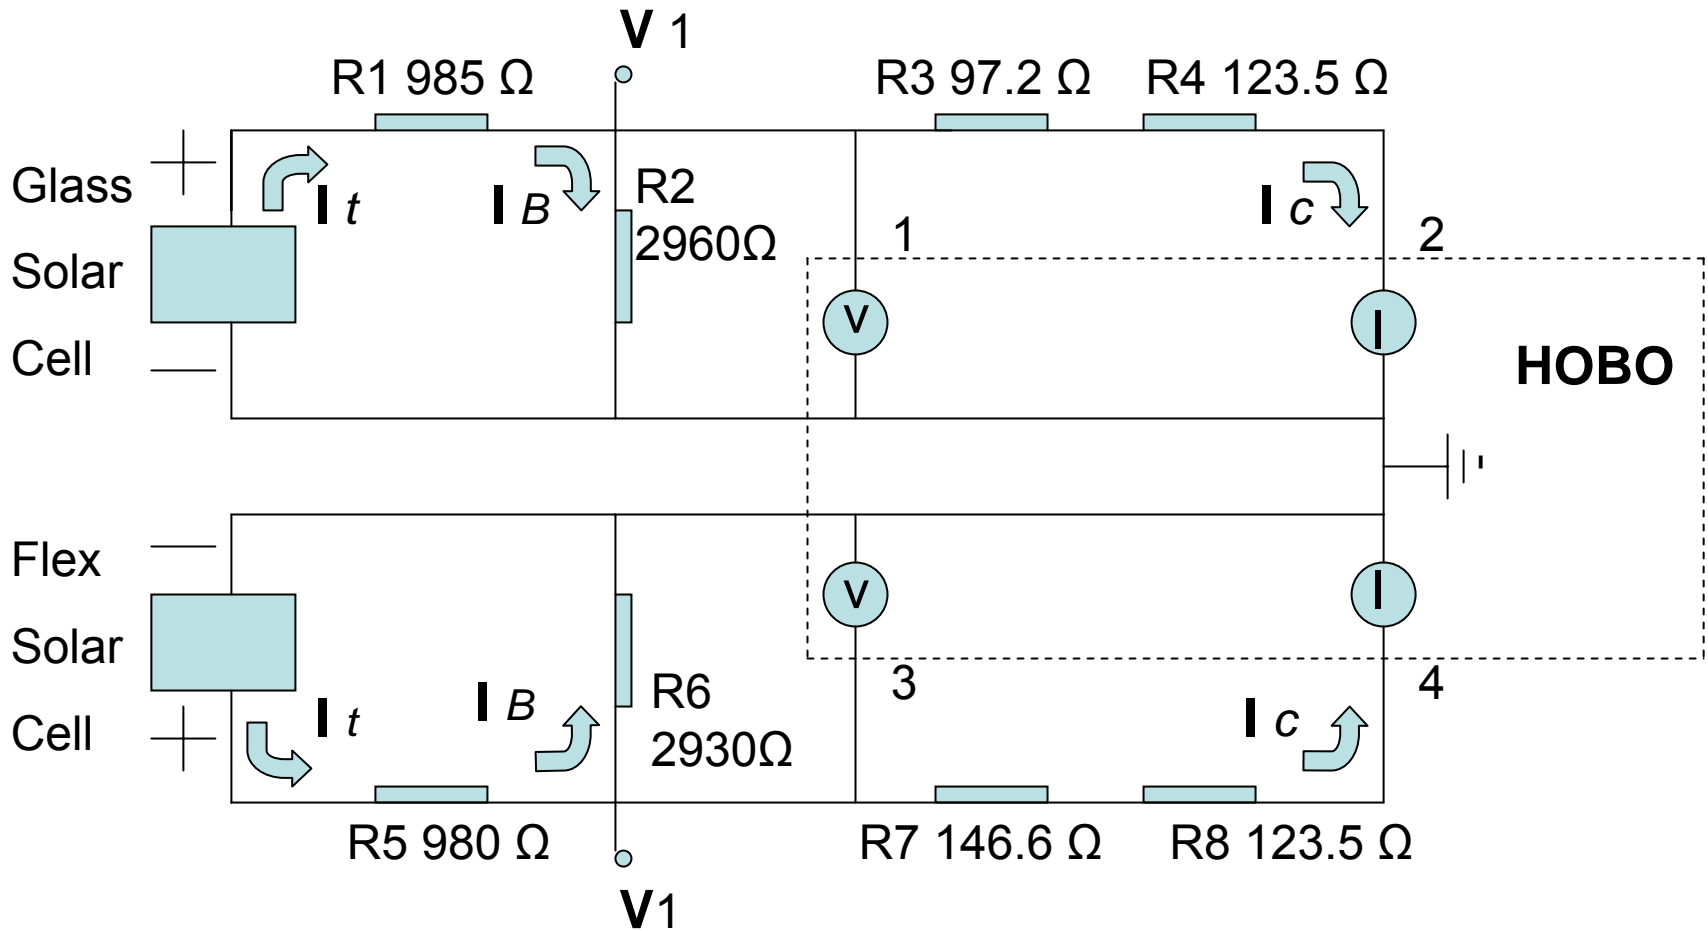 V 1
R1 985 Ω
R3 97.2 Ω
R4 123.5 Ω
Glass
Solar
Cell
I t
I B
R2
2960Ω
I c
1
2
V
I
HOBO
Flex
Solar
Cell
V
I
3
4
I t
I B
R6
2930Ω
I c
R5 980 Ω
R7 146.6 Ω
R8 123.5 Ω
V1